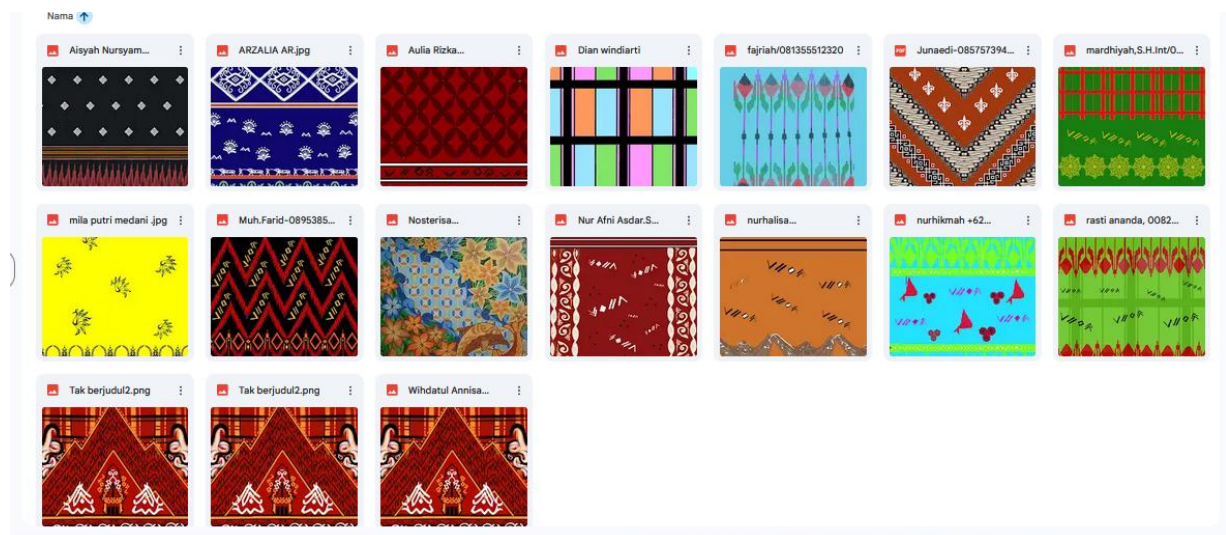 Nama
Aisyah Nursyam...
ARZALIA AR.jpg
Aulia Rizka...
Dian windiarti
fajriah/081355512320
PDF
Junaedi-085757394...
mardhiyah,S.H.Int/0...
mila putri medani .jpg
Muh.Farid-0895385...
Nosterisa...
Nur Afni Asdar.S...
nurhalisa...
nurhikmah +62...
rasti ananda, 0082...
Tak berjudul2.png
Tak berjudul2.png
Wihdatul Annisa...